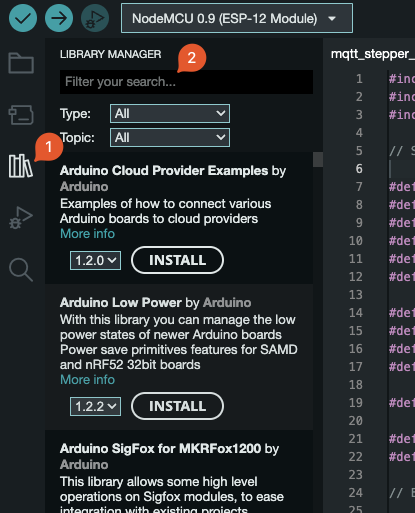 NodeMCU 0.9 (ESP-12 Module)
LIBRARY MANAGER
2
Filter your search...
Type: All
Topic: All
1
Arduino Cloud Provider Examples by
Arduino
Examples of how to connect various
Arduino boards to cloud providers
More info
1.2.0 INSTALL
Arduino Low Power by Arduino
With this library you can manage the low
power states of newer Arduino boards
Power save primitives features for SAMD
and nRF52 32bit boards
More info
1.2.2 INSTALL
Arduino SigFox for MKRFox1200 by
Arduino
This library allows some high level
operations on Sigfox modules, to ease
integration with existing projects
mqtt_stepper_
1 #inc
2 #inc
3 #inc
4
5 // S
6
7 #def
8 #def
9 #def
10 #def
11 #def
12 #def
13
14 #def
15 #def
16 #def
17 #def
18
19 #def
20
21 #def
22 #def
23
24 // E